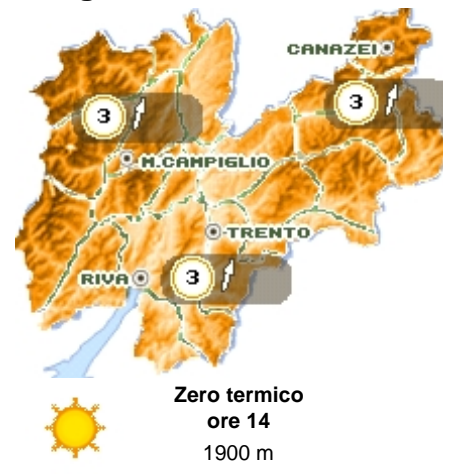 CANAZEI
3
3
M.CAMPIGLIO
TRENTO
RIVA
3
Zero termico
ore 14
1900 m